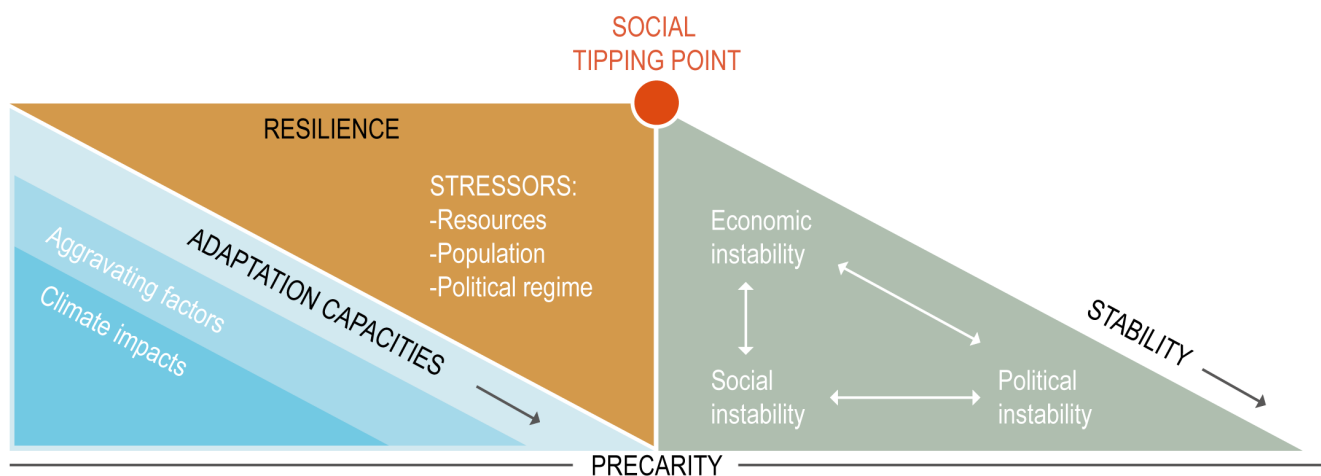 SOCIAL
TIPPING POINT
RESILIENCE
STRESSORS:
-Resources
-Population
-Political regime
Aggravating factors
ADAPTATION CAPACITIES
Climate impacts
Economic
instability
Social
instability
Political
instability
STABILITY
PRECARITY